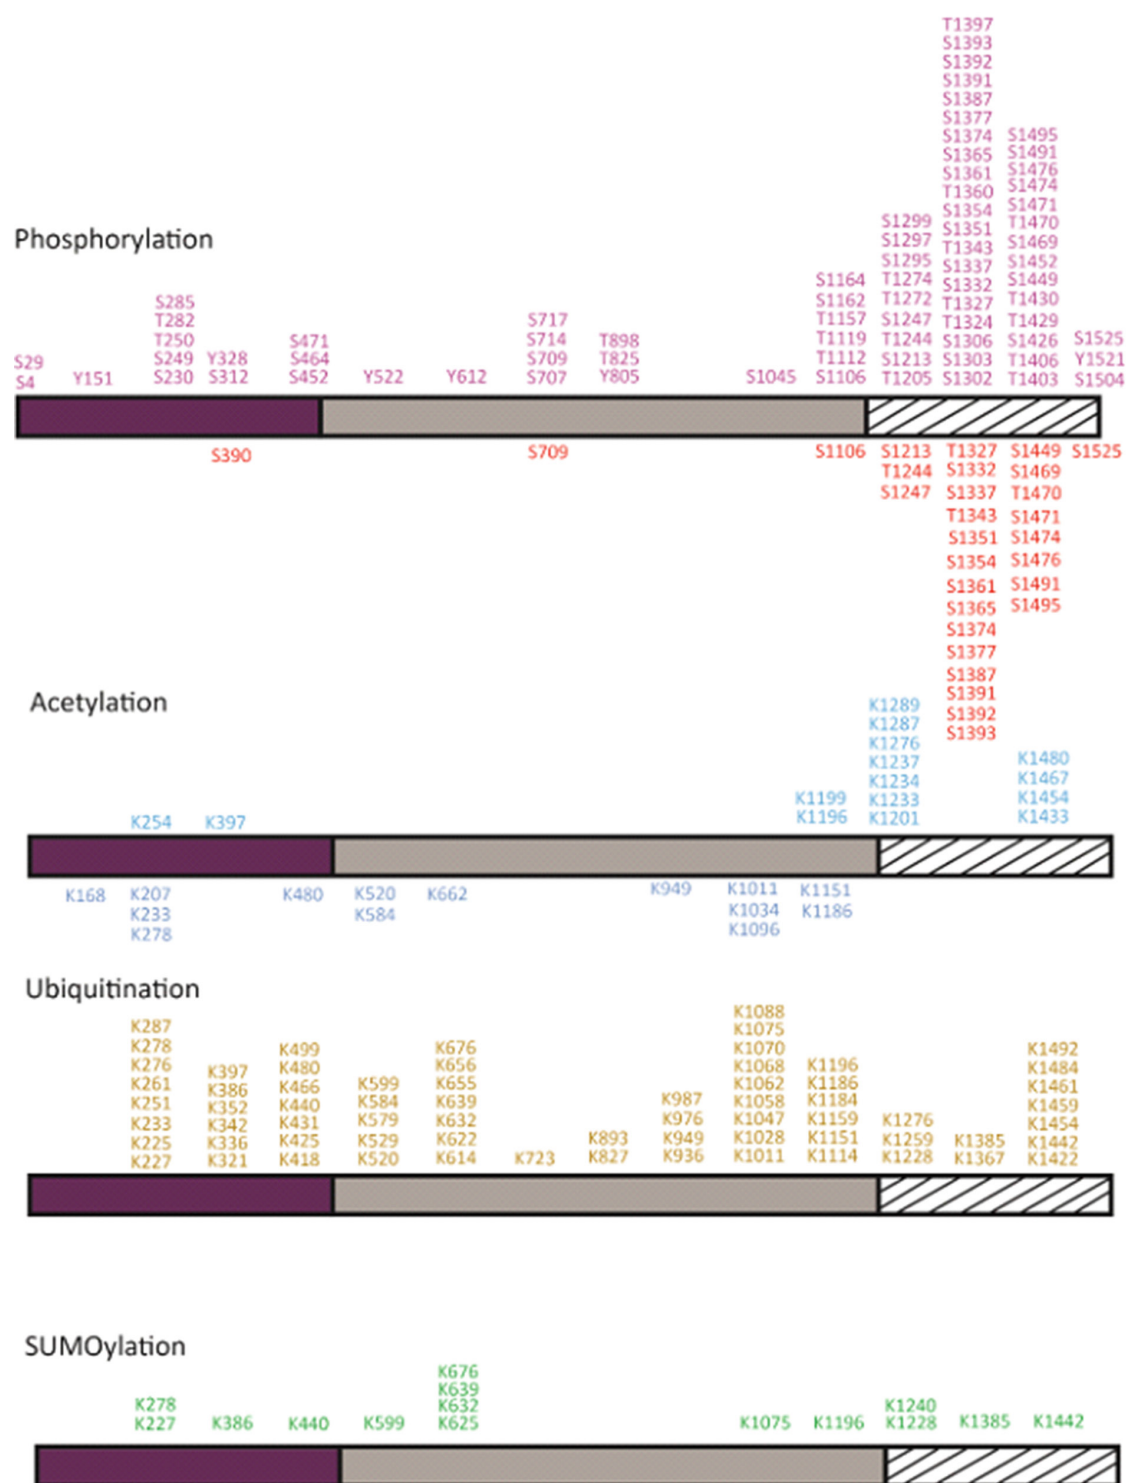 Phosphorylation
S29
S4
Y151
S285
T282
T250
S249
S230
Y328
S312
S471
S464
S452
Y522
Y612
S717
S714
S709
S707
T898
T825
Y805
S1045
S1164
S1162
T1157
T1119
T1112
S1106
S1299
S1297
S1295
T1274
T1272
S1247
T1244
S1213
T1205
T1397
S1393
S1392
S1391
S1387
S1377
S1374
S1365
S1361
T1360
S1354
S1351
T1343
S1337
S1332
T1327
T1324
S1306
S1303
S1302
S1495
S1491
S1476
S1474
S1471
T1470
S1469
S1452
S1449
T1430
T1429
S1426
T1406
T1403
S1525
Y1521
S1504
S390
S709
S1106
S1213
T1244
S1247
T1327
S1332
S1337
T1343
S1351
S1354
S1361
S1365
S1374
S1377
S1387
S1391
S1392
S1393
S1449
S1469
T1470
S1471
S1474
S1476
S1491
S1495
S1525
Acetylation
K254
K397
K1199
K1196
K1289
K1287
K1276
K1237
K1234
K1233
K1201
K1480
K1467
K1454
K1433
K168
K207
K233
K278
K480
K520
K584
K662
K949
K1011
K1034
K1096
K1151
K1186
Ubiquitination
K287
K278
K276
K261
K251
K233
K225
K227
K397
K386
K352
K342
K336
K321
K499
K480
K466
K440
K431
K425
K418
K599
K584
K579
K529
K520
K676
K656
K655
K639
K632
K622
K614
K723
K893
K827
K987
K976
K949
K936
K1088
K1075
K1070
K1068
K1062
K1058
K1047
K1028
K1011
K1196
K1186
K1184
K1159
K1151
K1114
K1276
K1259
K1228
K1385
K1367
K1492
K1484
K1461
K1459
K1454
K1442
K1422
SUMOylation
K278
K227
K386
K440
K599
K676
K639
K632
K625
K1075
K1196
K1240
K1228
K1385
K1442